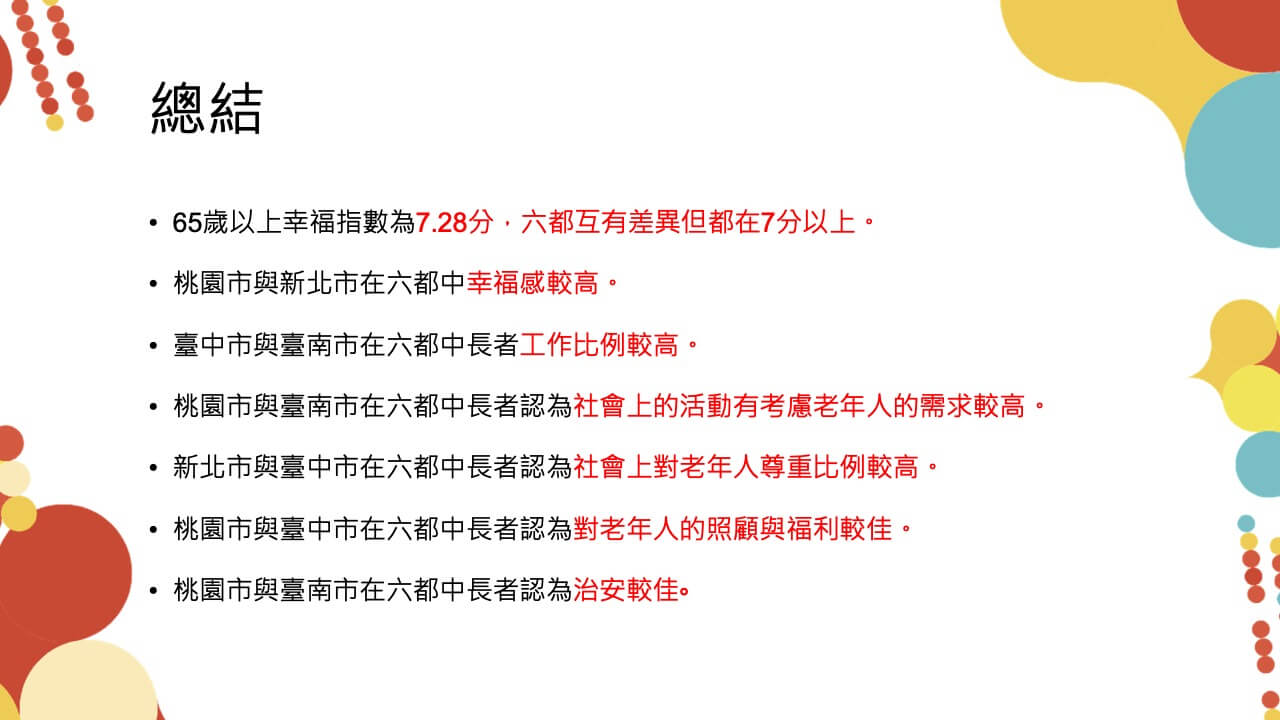 總結
• 65歲以上幸福指數為7.28分，六都互有差異但都在7分以上。
• 桃園市與新北市在六都中幸福感較高。
• 臺中市與臺南市在六都中長者工作比例較高。
• 桃園市與臺南市在六都中長者認為社會上的活動有考慮老年人的需求較高。
• 新北市與臺中市在六都中長者認為社會上對老年人尊重比例較高。
• 桃園市與臺中市在六都中長者認為對老年人的照顧與福利較佳。
• 桃園市與臺南市在六都中長者認為治安較佳。